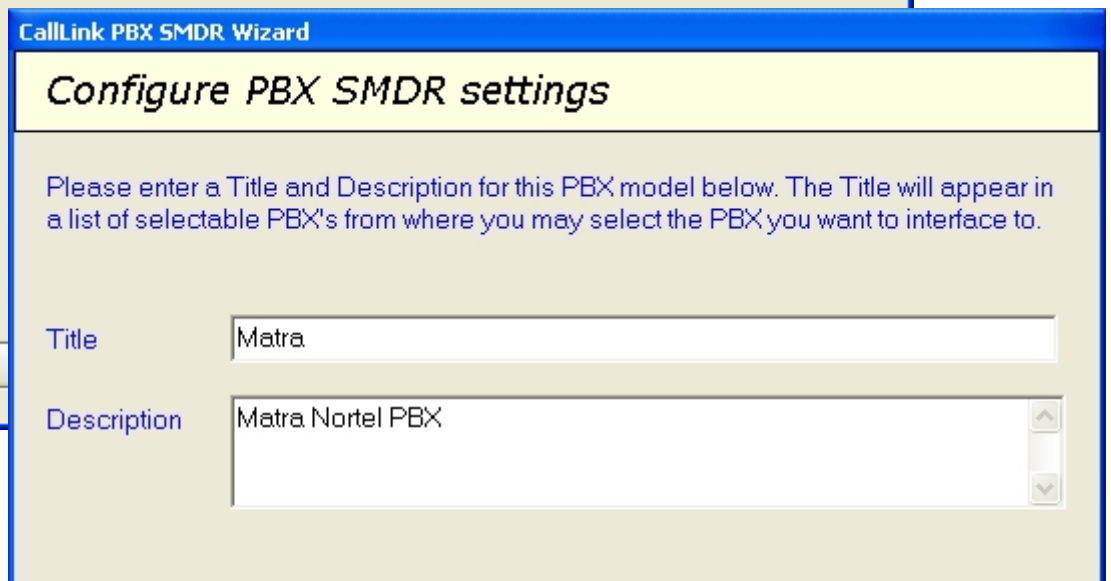 CallLink PBX SMDR Wizard
Configure PBX SMDR settings
Please enter a Title and Description for this PBX model below. The Title will appear in
a list of selectable PBX's from where you may select the PBX you want to interface to.
Title
Matra
Description
Matra Nortel PBX